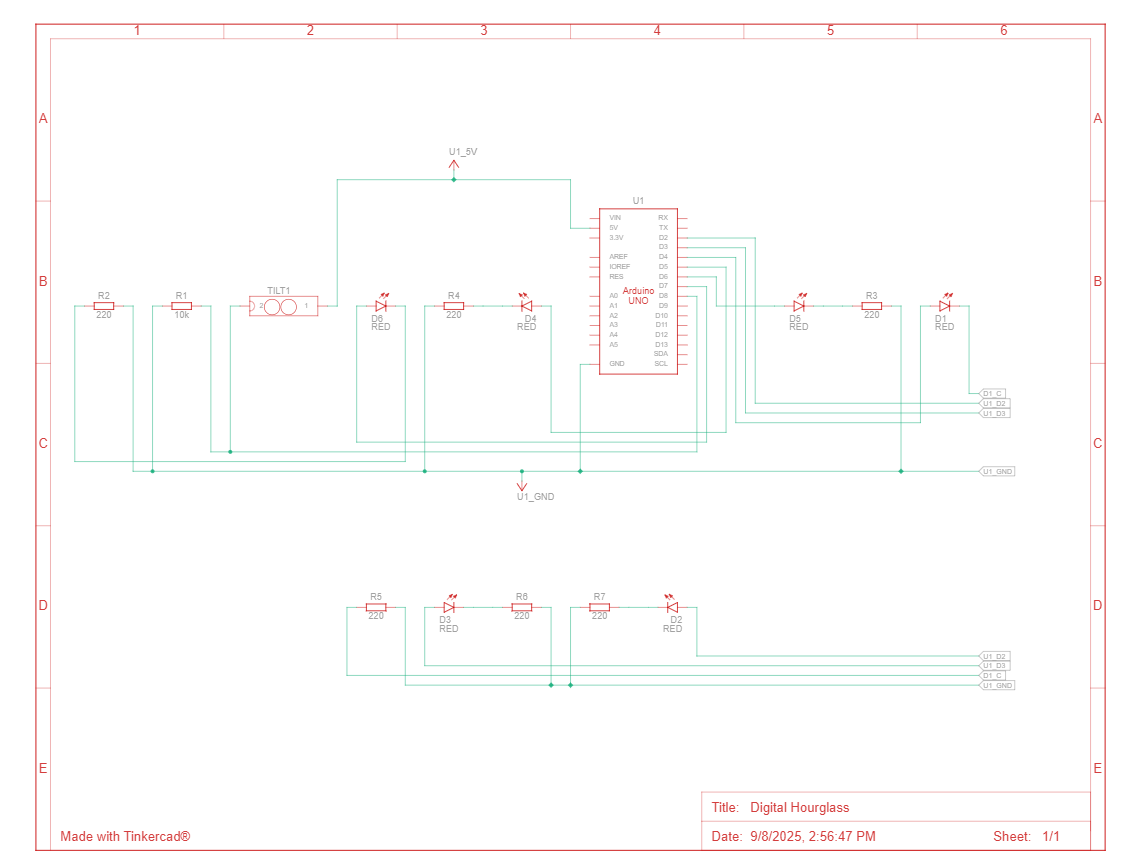 1 2 3 4 5 6
A A
U1_5V
U1
VIN RX
5V TX
3.3V D2
D3
AREF D4
IOREF D5
RES D6
D7
A0 D8
A1 D9
A2 D10
A3 D11
A4 D12
A5 D13
SDA
GND SCL
Arduino
UNO
B B
R2
220
R1
10k
TILT1
2 1
D6
RED
R4
220
D4
RED
D5
RED
R3
220
D1
RED
D1_C
U1_D2
U1_D3
C C
U1_GND
U1_GND
D D
R5
220
D3
RED
R6
220
R7
220
D2
RED
U1_D2
U1_D3
D1_C
U1_GND
E E
Title: Digital Hourglass
Made with Tinkercad®
Date: 9/8/2025, 2:56:47 PM Sheet: 1/1